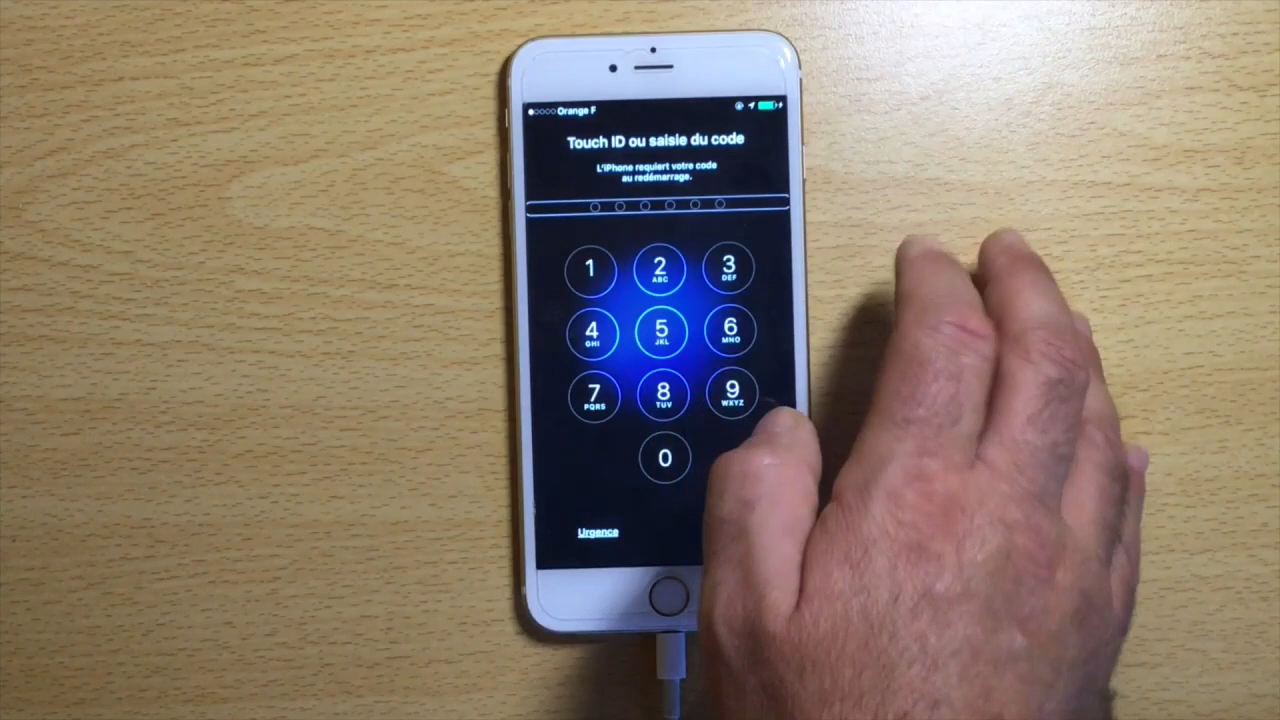 Orange F
Touch ID ou saisie du code
L'iPhone requiert votre code
au redémarrage.
1
2
ABC
3
DEF
4
GHI
5
JKL
6
MNO
7
PQRS
8
TUV
9
WXYZ
0
Urgence